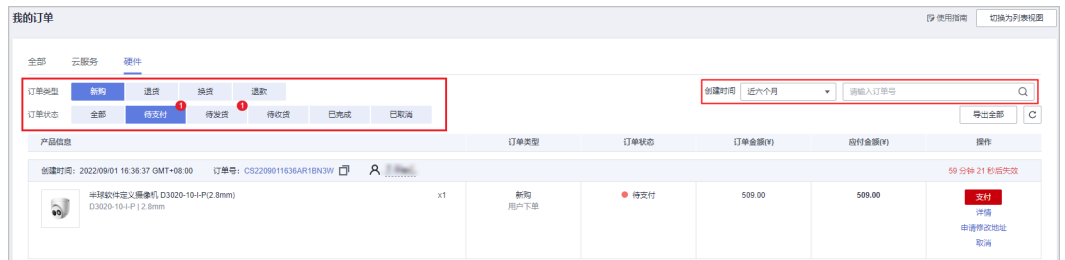 我的订单 使用指南 切换为列表视图
全部 云服务 硬件
订单类型 新购 退货 换货 退款 创建时间 近六个月 请输入订单号
订单状态 全部 待支付 1 待发货 1 待收货 已完成 已取消 导出全部
产品信息 订单类型 订单状态 订单金额(¥) 应付金额(¥) 操作
创建时间: 2022/09/01 16:36:37 GMT+08:00 订单号: CS2209011636AR1BN3W 59 分钟 21 秒后失效
半球软件定义摄像机 D3020-10-I-P(2.8mm) x1 新购 待支付 509.00 509.00 支付
D3020-10-I-P | 2.8mm 用户下单 详情
申请修改地址
取消